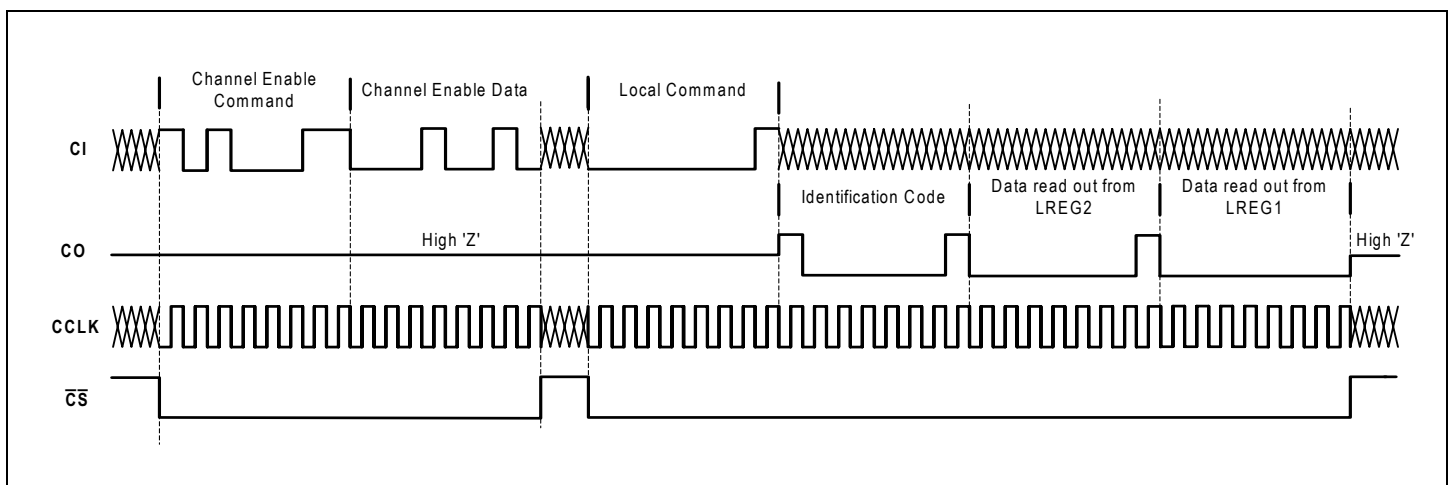 Channel Enable
Command
Channel Enable Data
Local Command
CI
Identification Code
Data read out from
LREG2
Data read out from
LREG1
High 'Z'
High 'Z'
CO
CCLK
CS